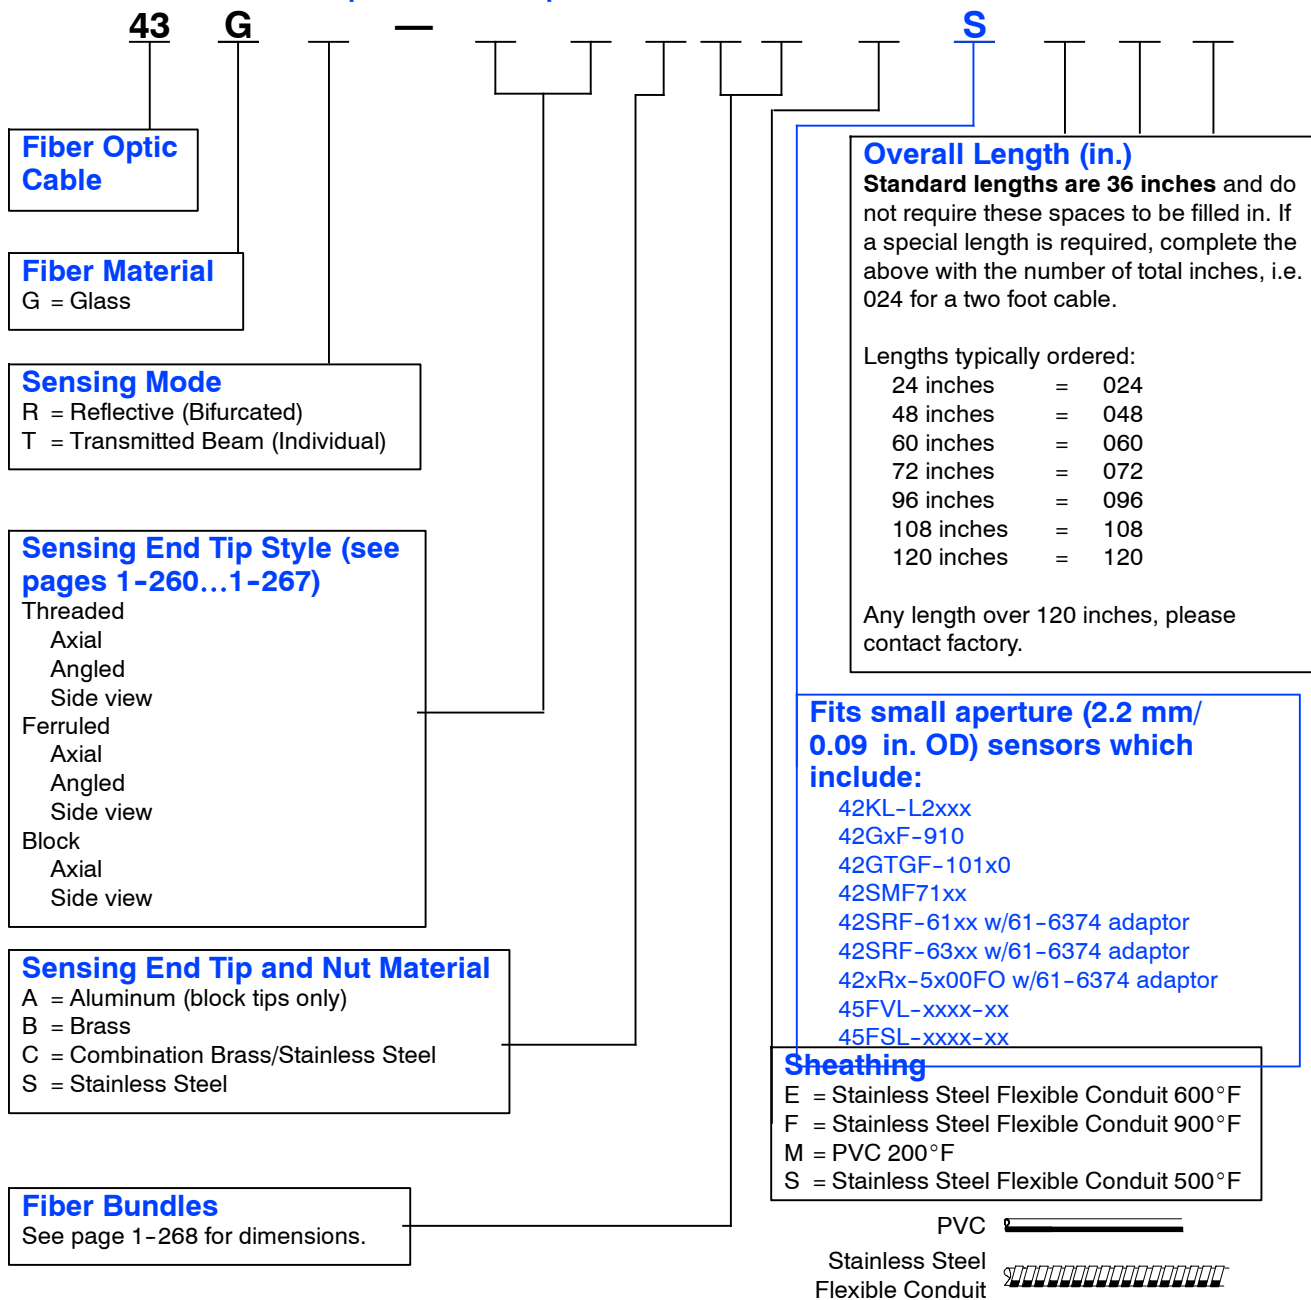 43 G — S
Fiber Optic
Cable
Fiber Material
G = Glass
Sensing Mode
R = Reflective (Bifurcated)
T = Transmitted Beam (Individual)
Sensing End Tip Style (see
pages 1-260...1-267)
Threaded
Axial
Angled
Side view
Ferruled
Axial
Angled
Side view
Block
Axial
Side view
Sensing End Tip and Nut Material
A = Aluminum (block tips only)
B = Brass
C = Combination Brass/Stainless Steel
S = Stainless Steel
Fiber Bundles
See page 1-268 for dimensions.
Overall Length (in.)
Standard lengths are 36 inches and do
not require these spaces to be filled in. If
a special length is required, complete the
above with the number of total inches, i.e.
024 for a two foot cable.
Lengths typically ordered:
24 inches = 024
48 inches = 048
60 inches = 060
72 inches = 072
96 inches = 096
108 inches = 108
120 inches = 120
Any length over 120 inches, please
contact factory.
Fits small aperture (2.2 mm/
0.09 in. OD) sensors which
include:
42KL-L2xxx
42GxF-910
42GTGF-101x0
42SMF71xx
42SRF-61xx w/61-6374 adaptor
42SRF-63xx w/61-6374 adaptor
42xRx-5x00FO w/61-6374 adaptor
45FVL-xxxx-xx
45FSL-xxxx-xx
Sheathing
E = Stainless Steel Flexible Conduit 600°F
F = Stainless Steel Flexible Conduit 900°F
M = PVC 200°F
S = Stainless Steel Flexible Conduit 500°F
PVC
Stainless Steel
Flexible Conduit